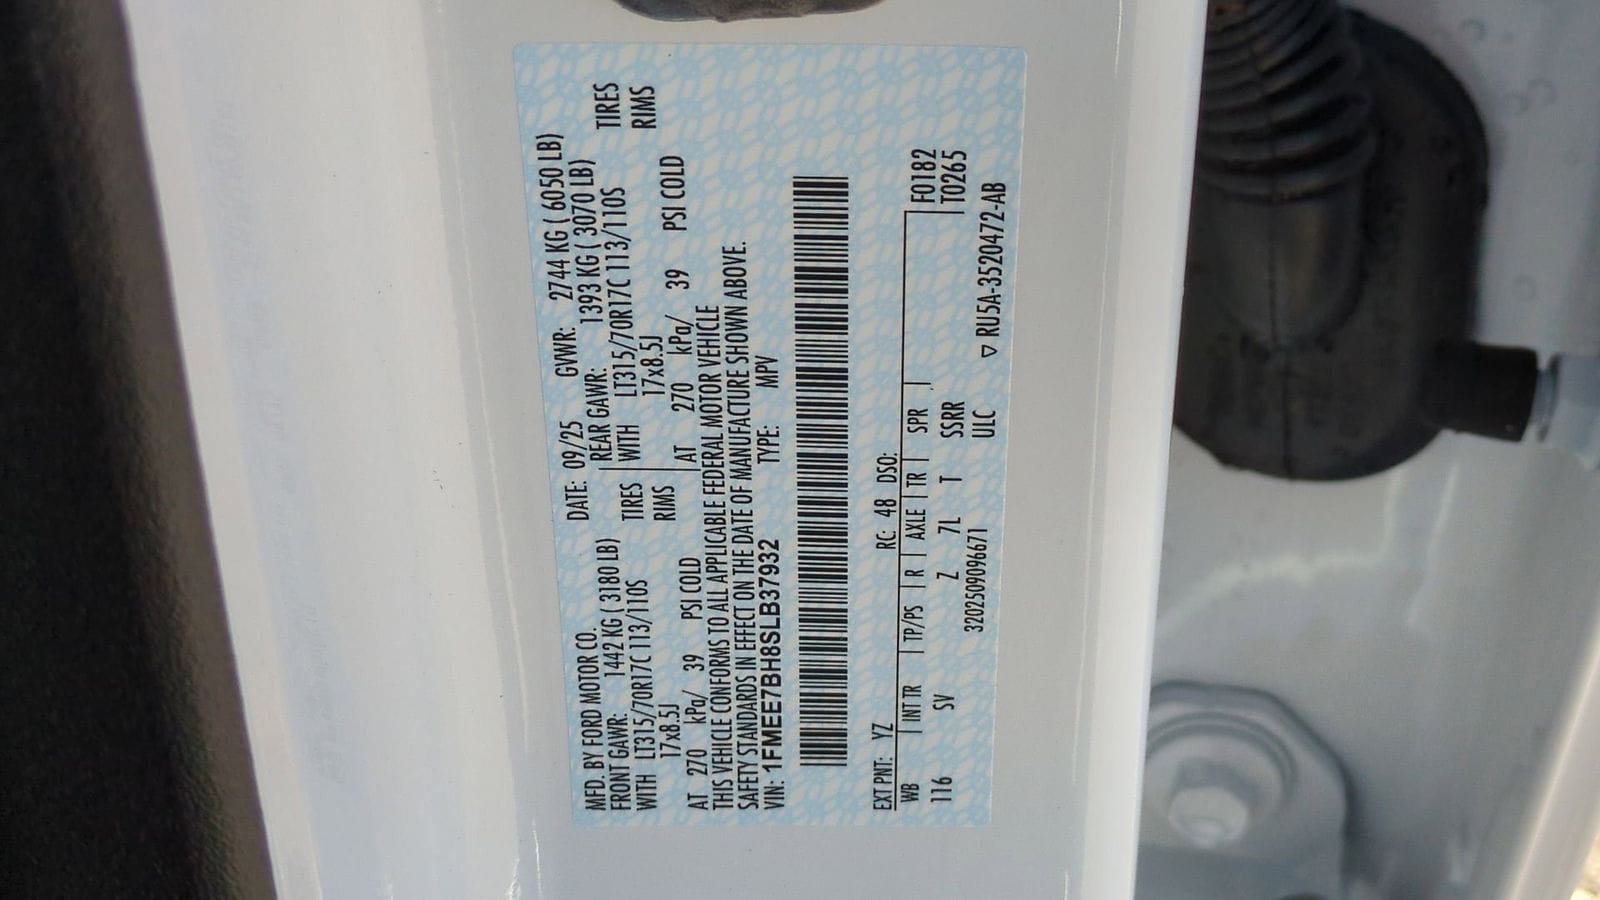 MFD. BY FORD MOTOR CO. DATE: 09/25 GVWR: 2744 KG ( 6050 LB)
FRONT GAWR: 1442 KG ( 3180 LB) REAR GAWR: 1393 KG ( 3070 LB)
WITH LT315/70R17C 113/110S TIRES WITH LT315/70R17C 113/110S TIRES
17x8.5J RIMS 17x8.5J RIMS
AT 270 kPa/ 39 PSI COLD AT 270 kPa/ 39 PSI COLD
THIS VEHICLE CONFORMS TO ALL APPLICABLE FEDERAL MOTOR VEHICLE
SAFETY STANDARDS IN EFFECT ON THE DATE OF MANUFACTURE SHOWN ABOVE.
VIN: 1FMEE7BH8SLB37932 TYPE: MPV
EXT PNT: YZ RC: 48 DSO:
WB INT TR TP/PS R AXLE TR SPR F0182
116 SV Z 7L T SSRR T0265
3202509096671 ULC
▽ RU5A-3520472-AB